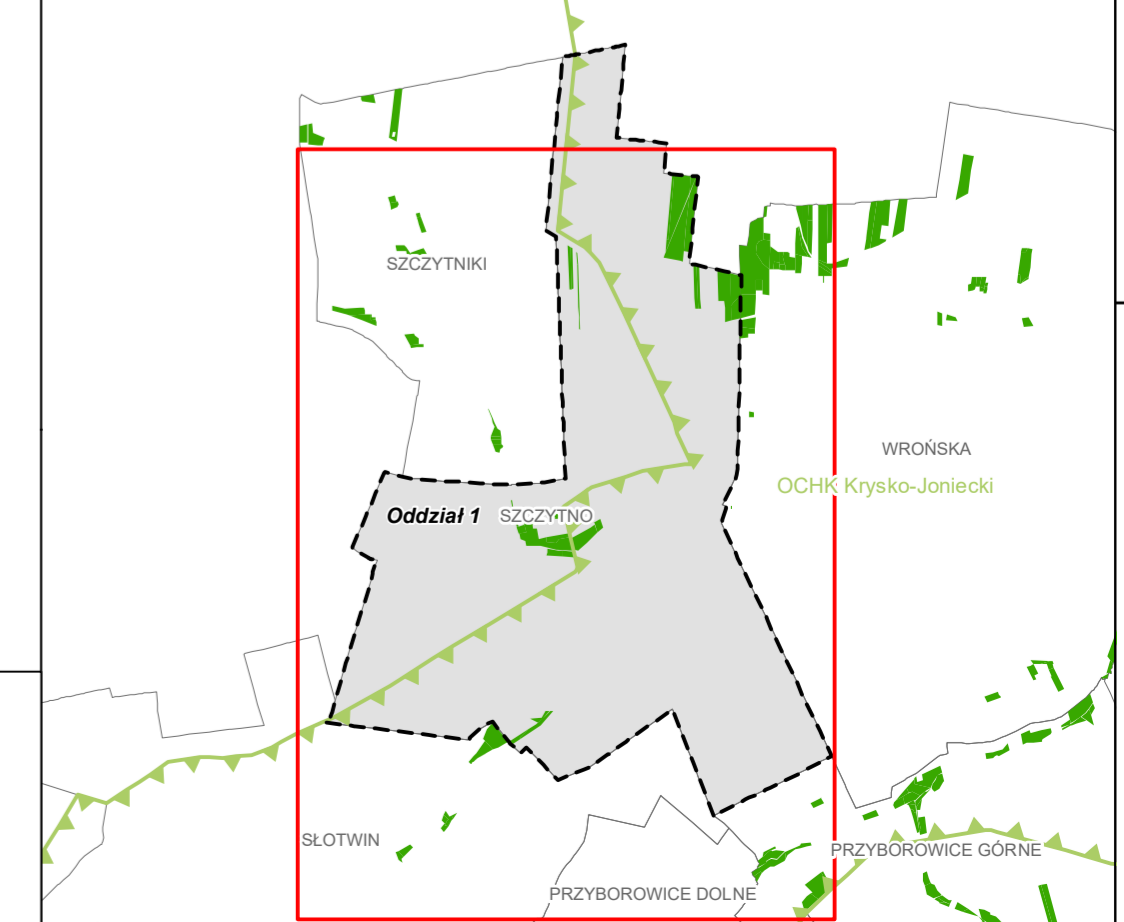 SZCZYTNIKI
WROŃSKA
OCHK Krysko-Joniecki
Oddział 1 SZCZYTNO
SŁOTWIN
PRZYBOROWICE GÓRNE
PRZYBOROWICE DOLNE